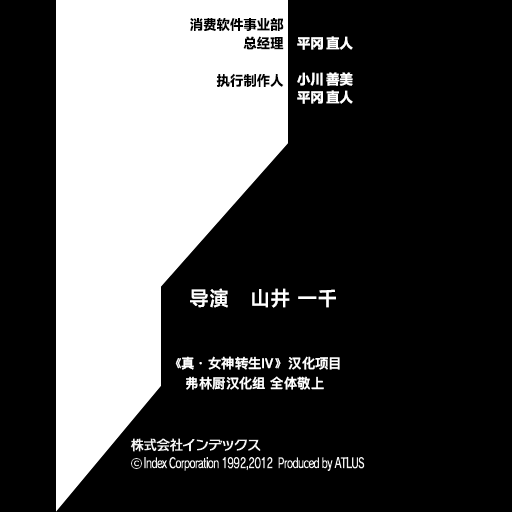 消费软件事业部
总经理 平冈 直人
执行制作人 小川 善美
平冈 直人
导演 山井 一千
《真·女神转生IV》汉化项目
弗林厨汉化组 全体敬上
株式会社インデックス
©Index Corporation 1992,2012 Produced by ATLUS